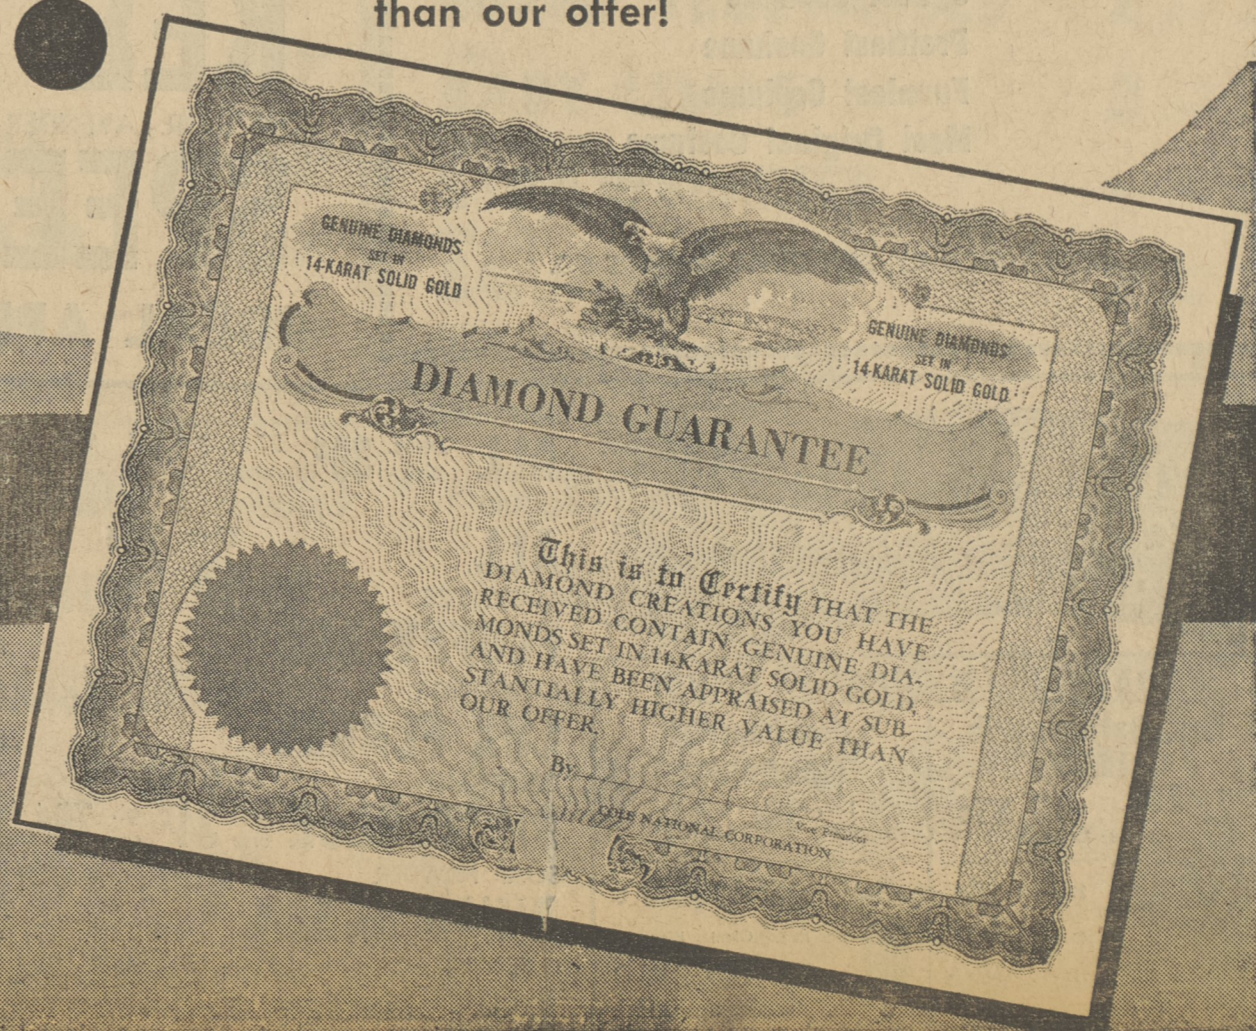 than our offer!
GENUINE DIAMONDS
SET IN
14-KARAT SOLID GOLD
GENUINE DIAMONDS
SET IN
14-KARAT SOLID GOLD
DIAMOND GUARANTEE
This is to Certify THAT THE
DIAMOND CREATIONS YOU HAVE
RECEIVED CONTAIN GENUINE DIA-
MONDS SET IN 14-KARAT SOLID GOLD,
AND HAVE BEEN APPRAISED AT SUB-
STANTIALLY HIGHER VALUE THAN
OUR OFFER.
By
Vice President
COLE NATIONAL CORPORATION